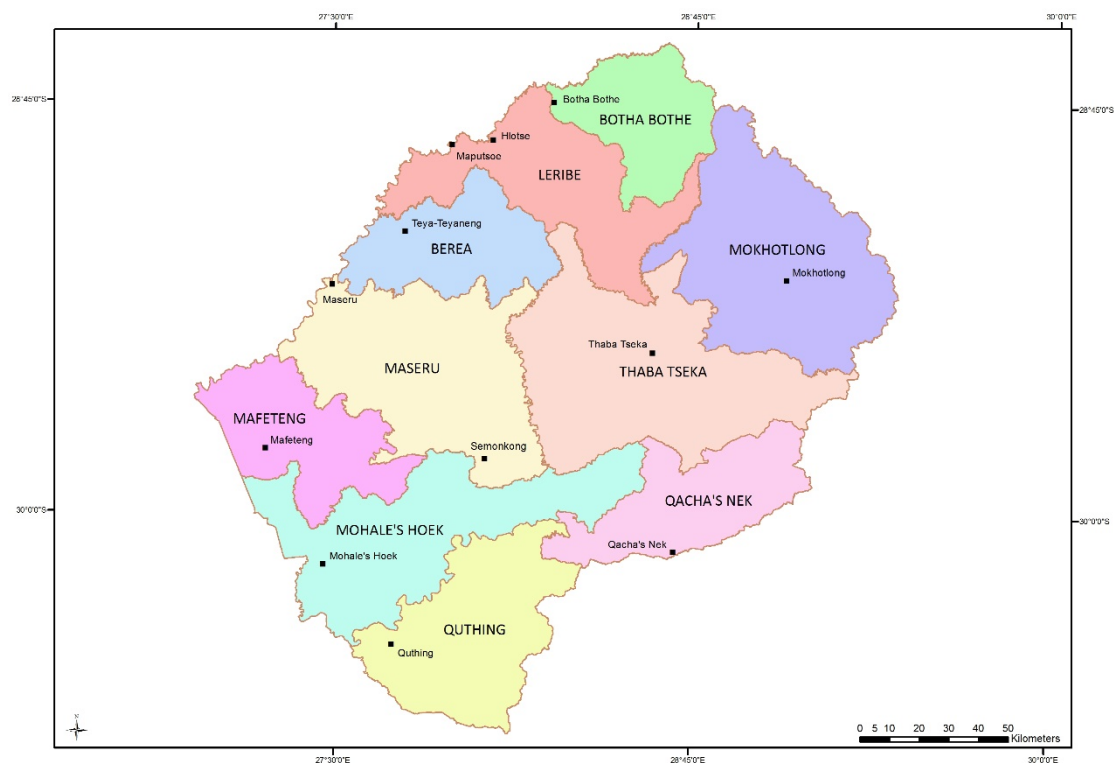 27°30'0"E
28°45'0"E
30°0'0"E
28°45'0"S
28°45'0"S
Botha Bothe
BOTHA BOTHE
Hlotse
Maputsoe
LERIBE
Teya-Teyaneng
BEREA
MOKHOTLONG
Mokhotlong
Maseru
Thaba Tseka
MASERU
THABA TSEKA
MAFETENG
Mafeteng
Semonkong
QACHA'S NEK
30°0'0"S
30°0'0"S
MOHALE'S HOEK
Qacha's Nek
Mohale's Hoek
QUTHING
Quthing
N
0 5 10 20 30 40 50
Kilometers
27°30'0"E
28°45'0"E
30°0'0"E